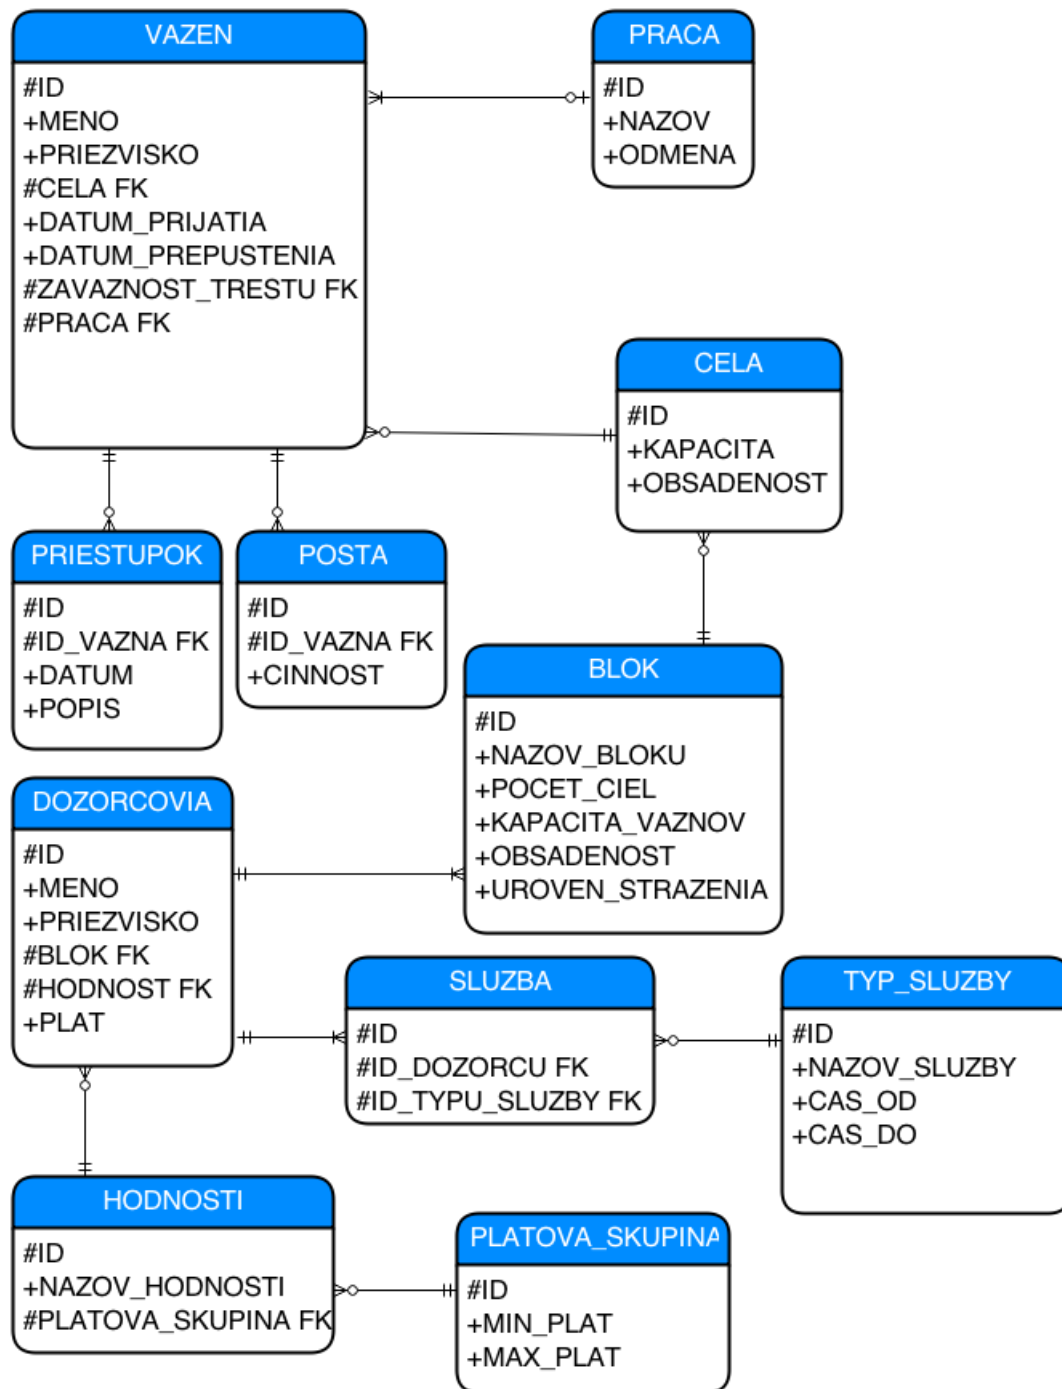 VAZEN
#ID
+MENO
+PRIEZVISKO
#CELA FK
+DATUM_PRIJATIA
+DATUM_PREPUSTENIA
#ZAVAZNOST_TRESTU FK
#PRACA FK
PRACA
#ID
+NAZOV
+ODMENA
CELA
#ID
+KAPACITA
+OBSADENOST
PRIESTUPOK
#ID
#ID_VAZNA FK
+DATUM
+POPIS
POSTA
#ID
#ID_VAZNA FK
+CINNOST
BLOK
#ID
+NAZOV_BLOKU
+POCET_CIEL
+KAPACITA_VAZNOV
+OBSADENOST
+UROVEN_STRAZENIA
DOZORCOVIA
#ID
+MENO
+PRIEZVISKO
#BLOK FK
#HODNOST FK
+PLAT
SLUZBA
#ID
#ID_DOZORCU FK
#ID_TYPU_SLUZBY FK
TYP_SLUZBY
#ID
+NAZOV_SLUZBY
+CAS_OD
+CAS_DO
HODNOSTI
#ID
+NAZOV_HODNOSTI
#PLATOVA_SKUPINA FK
PLATOVA_SKUPINA
#ID
+MIN_PLAT
+MAX_PLAT